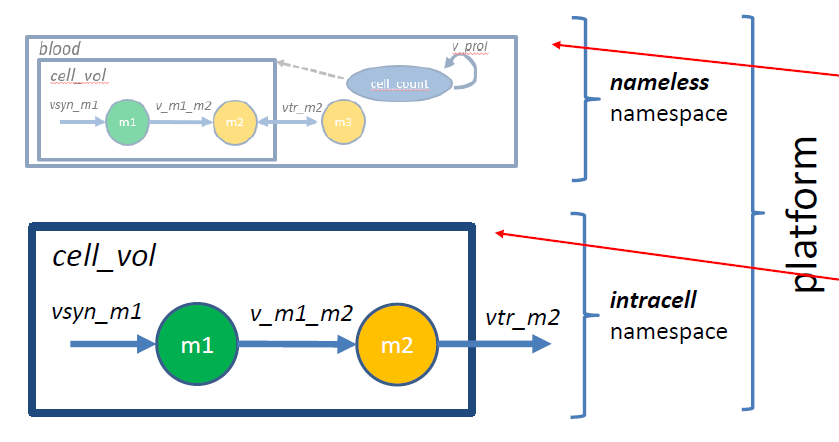 blood
v_prol
cell_vol
cell_count
vsyn_m1
v_m1_m2
vtr_m2
m1
m2
m3
nameless
namespace
platform
cell_vol
vsyn_m1
v_m1_m2
vtr_m2
m1
m2
intracell
namespace